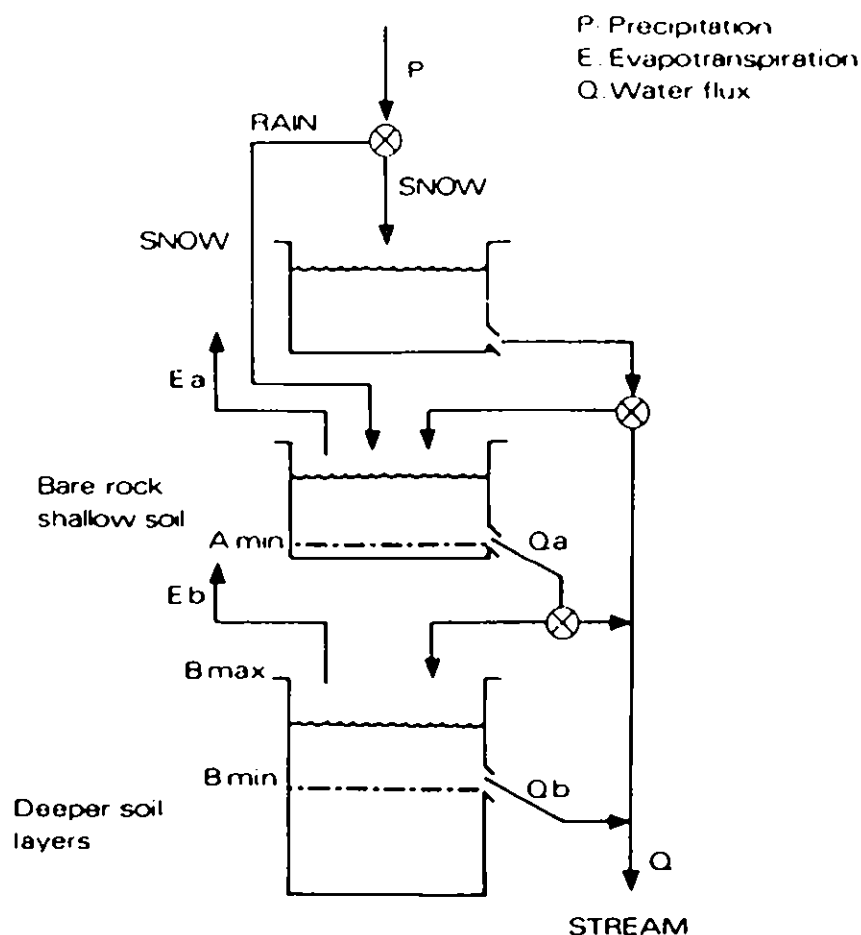 P. Precipitation
E. Evapotranspiration
Q. Water flux
P
RAIN
SNOW
SNOW
Ea
Bare rock
shallow soil
A min
Qa
Eb
B max
B min
Qb
Deeper soil
layers
Q
STREAM